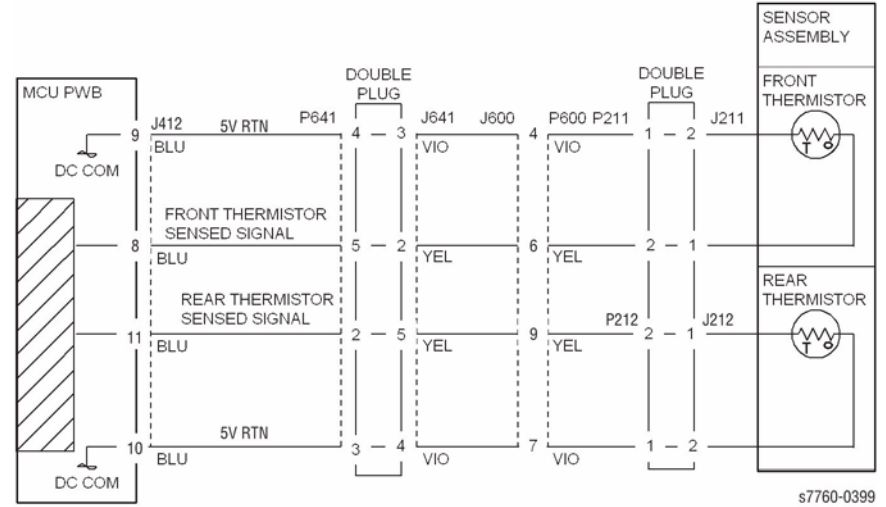 SENSOR
ASSEMBLY
MCU PWB
DOUBLE
PLUG
DOUBLE
PLUG
FRONT
THERMISTOR
J412 5V RTN P641 J641 J600 P600 P211 J211
9 4 – 3 4 1 – 2
BLU VIO VIO
T O
DC COM
FRONT THERMISTOR
SENSED SIGNAL
8 5 – 2 6 2 – 1
BLU YEL YEL
REAR
THERMISTOR
REAR THERMISTOR
SENSED SIGNAL
P212 J212
11 2 – 5 9 2 – 1
BLU YEL YEL
T O
5V RTN
10 3 – 4 7 1 – 2
BLU VIO VIO
DC COM
s7760-0399